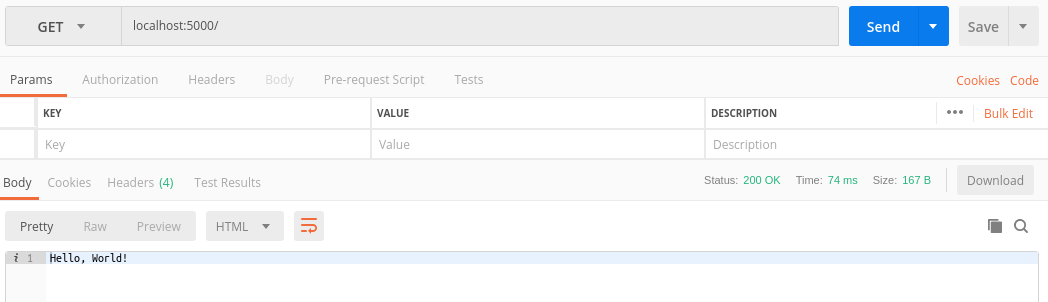 GET localhost:5000/ Send Save
Params Authorization Headers Body Pre-request Script Tests Cookies Code
KEY VALUE DESCRIPTION ••• Bulk Edit
Key Value Description
Body Cookies Headers (4) Test Results Status: 200 OK Time: 74 ms Size: 167 B Download
Pretty Raw Preview HTML
i 1 Hello, World!